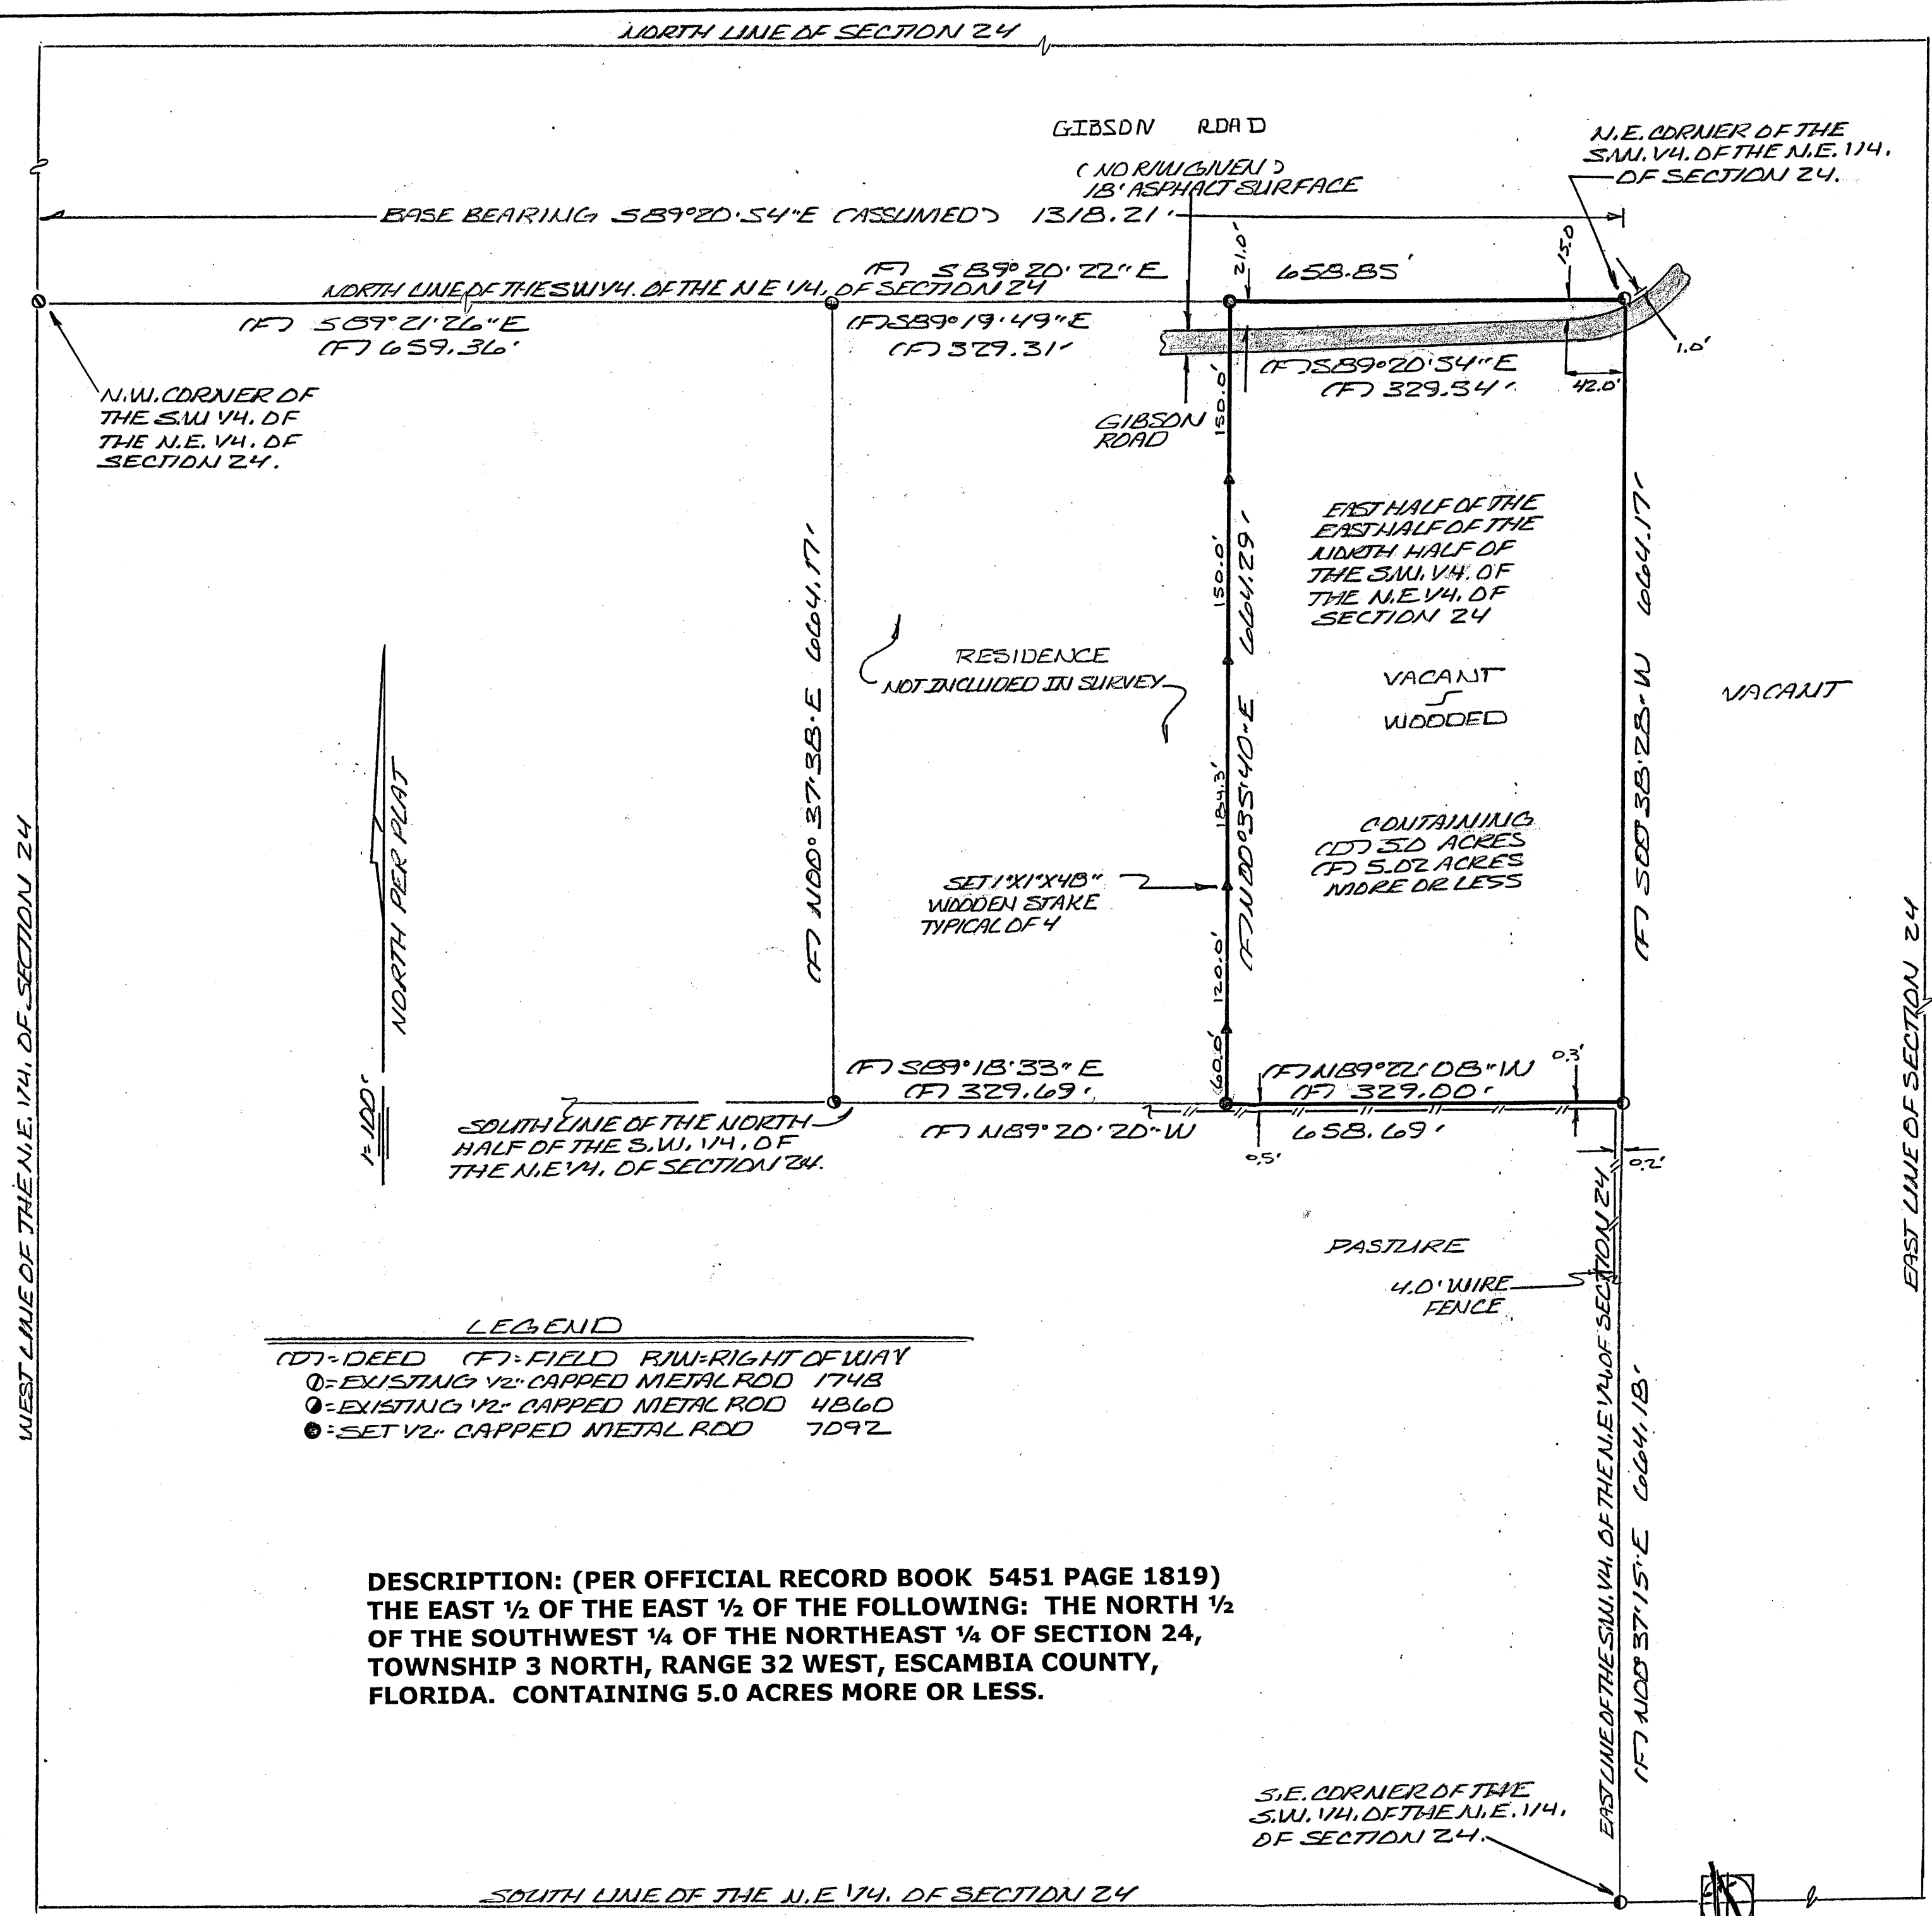 NORTH LINE OF SECTION 24
GIBSON ROAD
(NO R/W GIVEN)
18' ASPHALT SURFACE
N.E. CORNER OF THE
S.W. 1/4. OF THE N.E. 1/4.
OF SECTION 24.
BASE BEARING S89°20'54"E (ASSUMED) 1318.21'
(F) S89°20'22"E 658.85'
21.0'
15.0
NORTH LINE OF THE SW 1/4. OF THE NE 1/4. OF SECTION 24
(F) S89°21'26"E
(F) 659.36'
(F) S89°19'49"E
(F) 329.31'
(F) S89°20'54"E
(F) 329.54'
42.0'
1.0'
N.W. CORNER OF
THE S.W 1/4. OF
THE N.E. 1/4. OF
SECTION 24.
GIBSON
ROAD
150.0'
150.0'
184.3'
120.0'
60.0'
(F) N00°37'38"E 664.17'
(F) N00°35'40"E 664.29'
(F) S00°38'28"W 664.17'
EAST HALF OF THE
EAST HALF OF THE
NORTH HALF OF
THE S.W. 1/4. OF
THE N.E 1/4. OF
SECTION 24
RESIDENCE
NOT INCLUDED IN SURVEY
VACANT
WOODED
VACANT
CONTAINING
(D) 5.0 ACRES
(F) 5.02 ACRES
MORE OR LESS
SET 1"X1"X48"
WOODEN STAKE
TYPICAL OF 4
NORTH PER PLAT
1"=100'
WEST LINE OF THE N.E. 1/4. OF SECTION 24
EAST LINE OF SECTION 24
(F) S89°18'33"E
(F) 329.69'
(F) N89°22'08"W
(F) 329.00'
0.3'
SOUTH LINE OF THE NORTH
HALF OF THE S.W. 1/4. OF
THE N.E 1/4. OF SECTION 24.
(F) N89°20'20"W 658.69'
0.5'
0.2'
PASTURE
4.0' WIRE
FENCE
EAST LINE OF THE S.W. 1/4. OF THE N.E 1/4. OF SECTION 24
(F) N00°37'15"E 664.18'
LEGEND
(D)=DEED (F)=FIELD R/W=RIGHT OF WAY
=EXISTING 1/2" CAPPED METAL ROD 1748
=EXISTING 1/2" CAPPED METAL ROD 4860
=SET 1/2" CAPPED METAL ROD 7092
DESCRIPTION: (PER OFFICIAL RECORD BOOK 5451 PAGE 1819)
THE EAST ½ OF THE EAST ½ OF THE FOLLOWING: THE NORTH ½
OF THE SOUTHWEST ¼ OF THE NORTHEAST ¼ OF SECTION 24,
TOWNSHIP 3 NORTH, RANGE 32 WEST, ESCAMBIA COUNTY,
FLORIDA. CONTAINING 5.0 ACRES MORE OR LESS.
S.E. CORNER OF THE
S.W. 1/4. OF THE N.E. 1/4.
OF SECTION 24.
SOUTH LINE OF THE N.E 1/4. OF SECTION 24